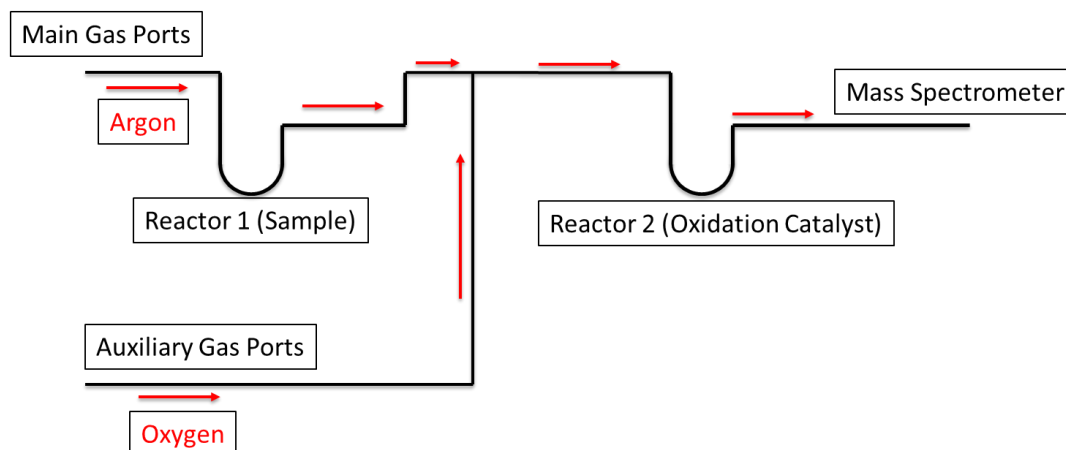 Main Gas Ports
Argon
Reactor 1 (Sample)
Mass Spectrometer
Reactor 2 (Oxidation Catalyst)
Auxiliary Gas Ports
Oxygen